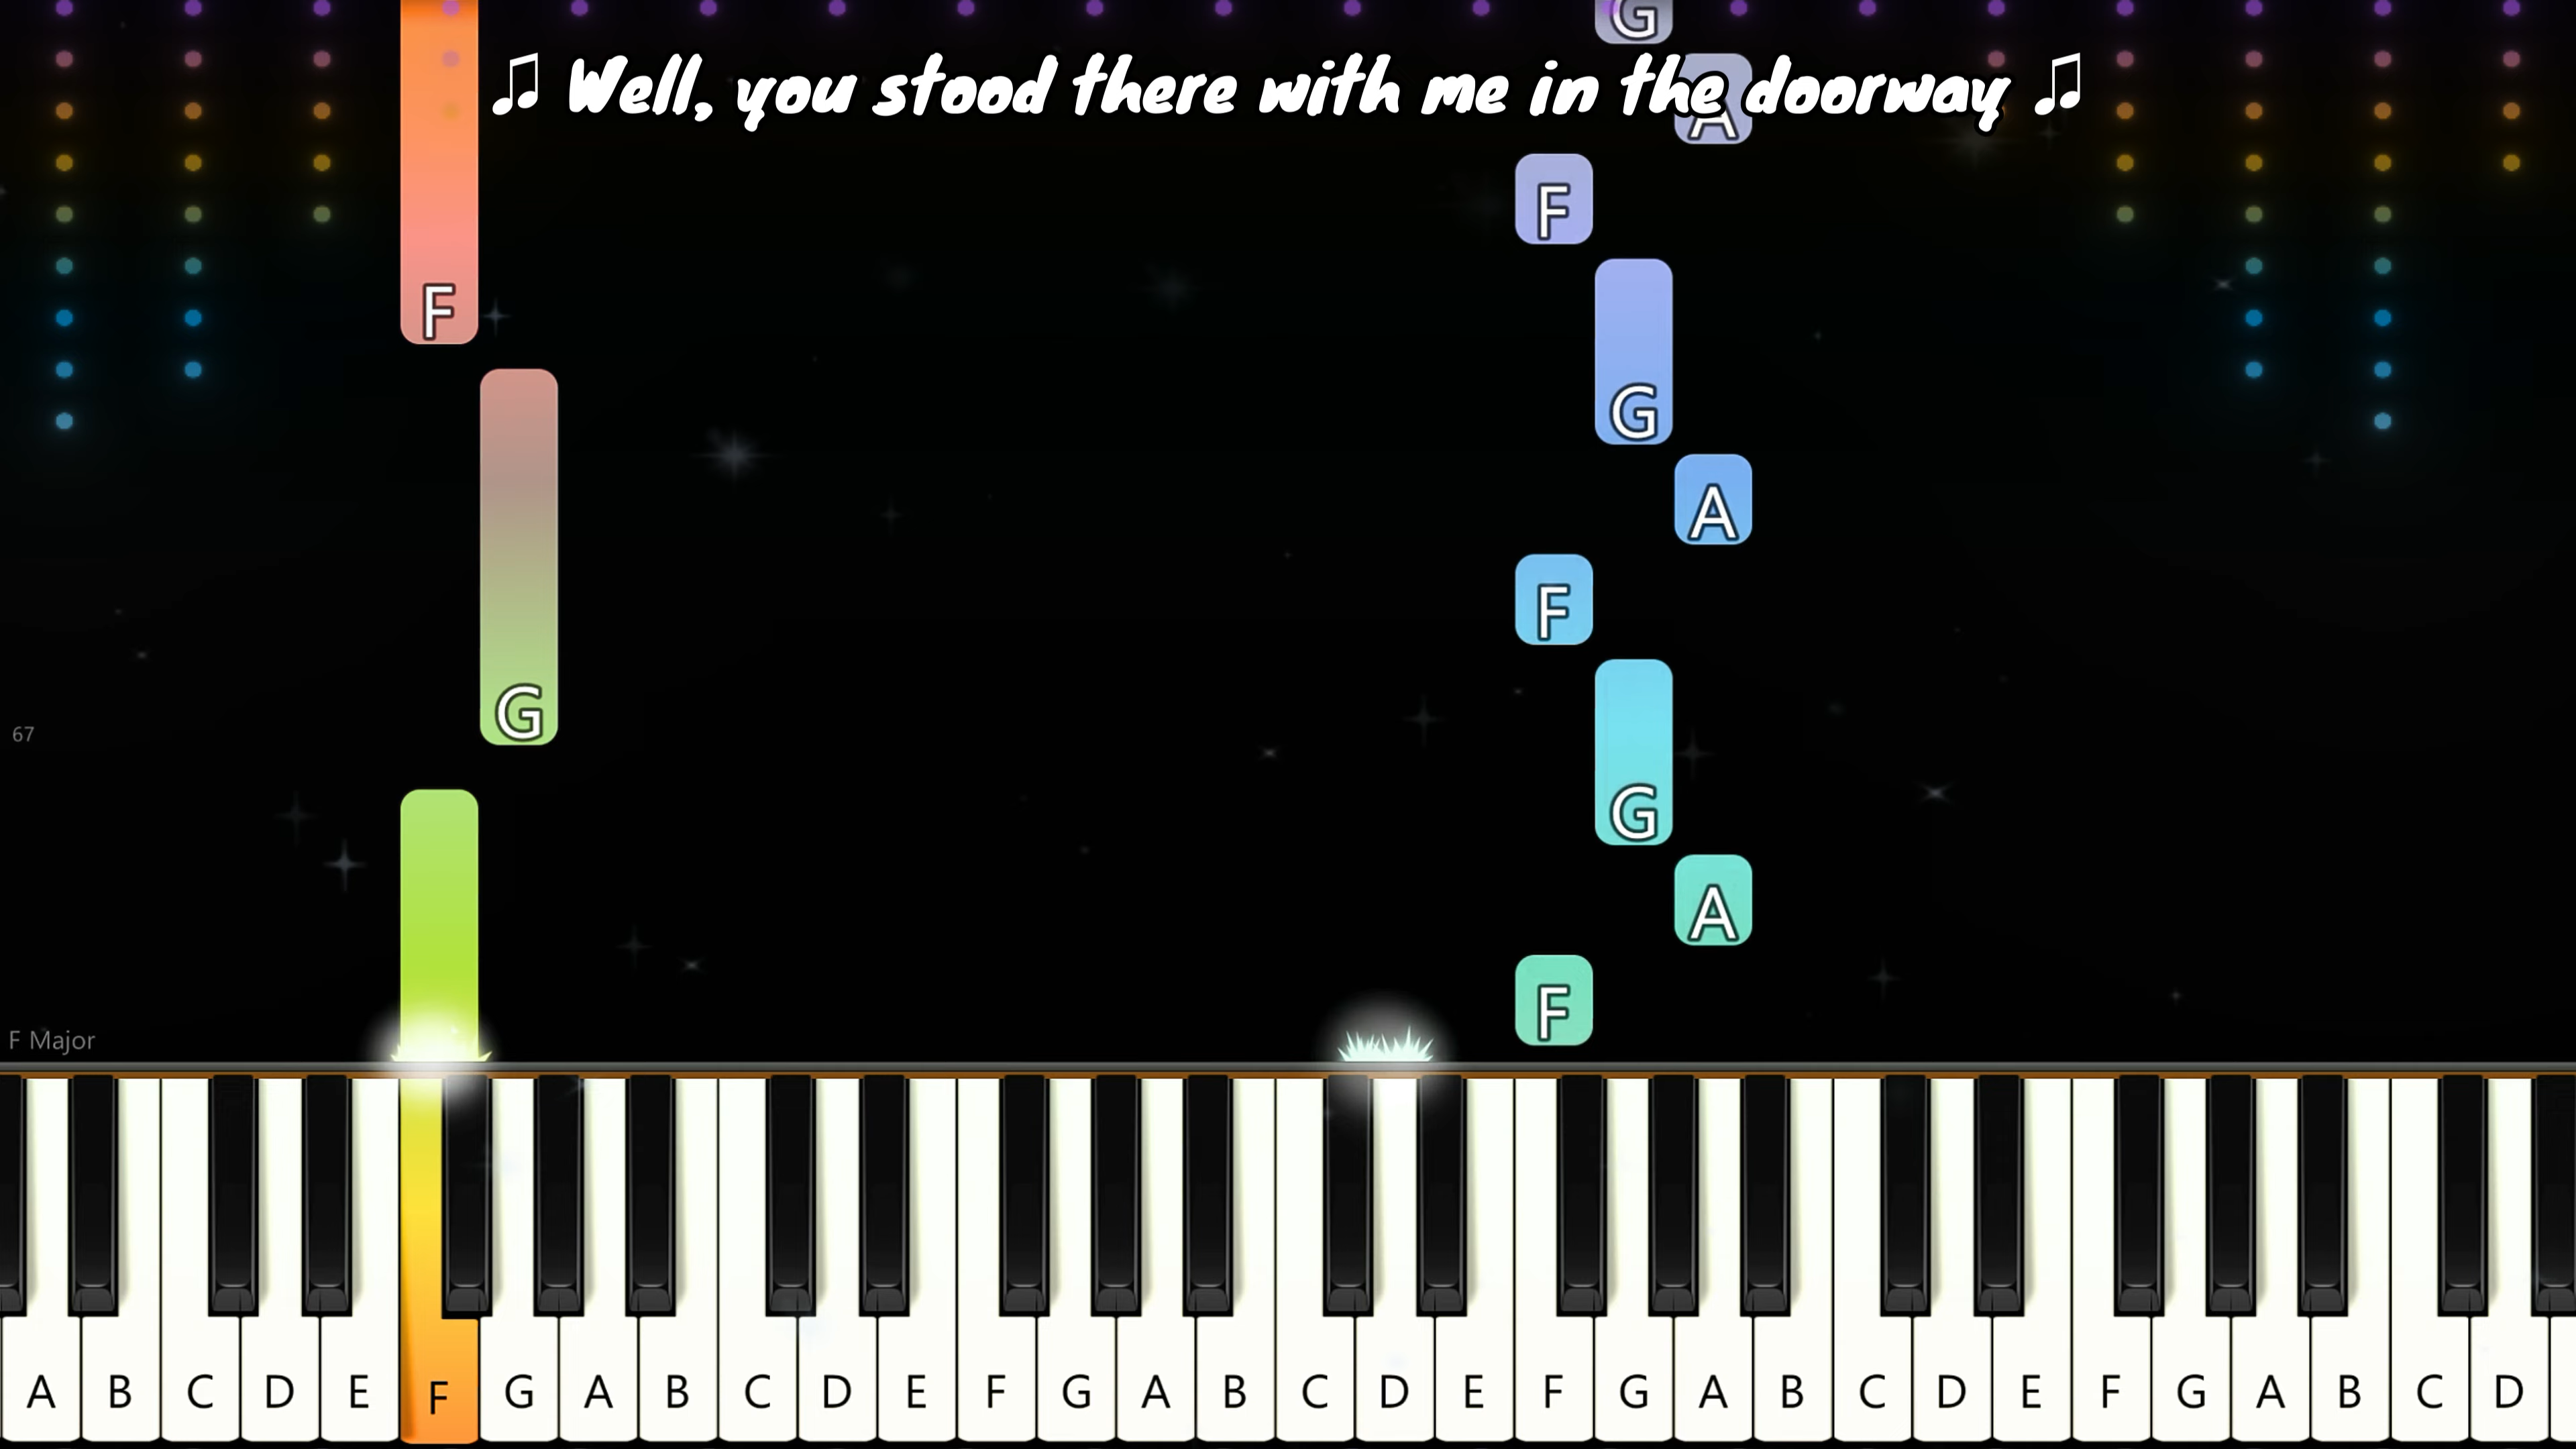 G
♫ Well, you stood there with me in the doorway ♫
A
F
F
G
A
F
G
67
G
A
F
F Major
A B C D E F G A B C D E F G A B C D E F G A B C D E F G A B C D